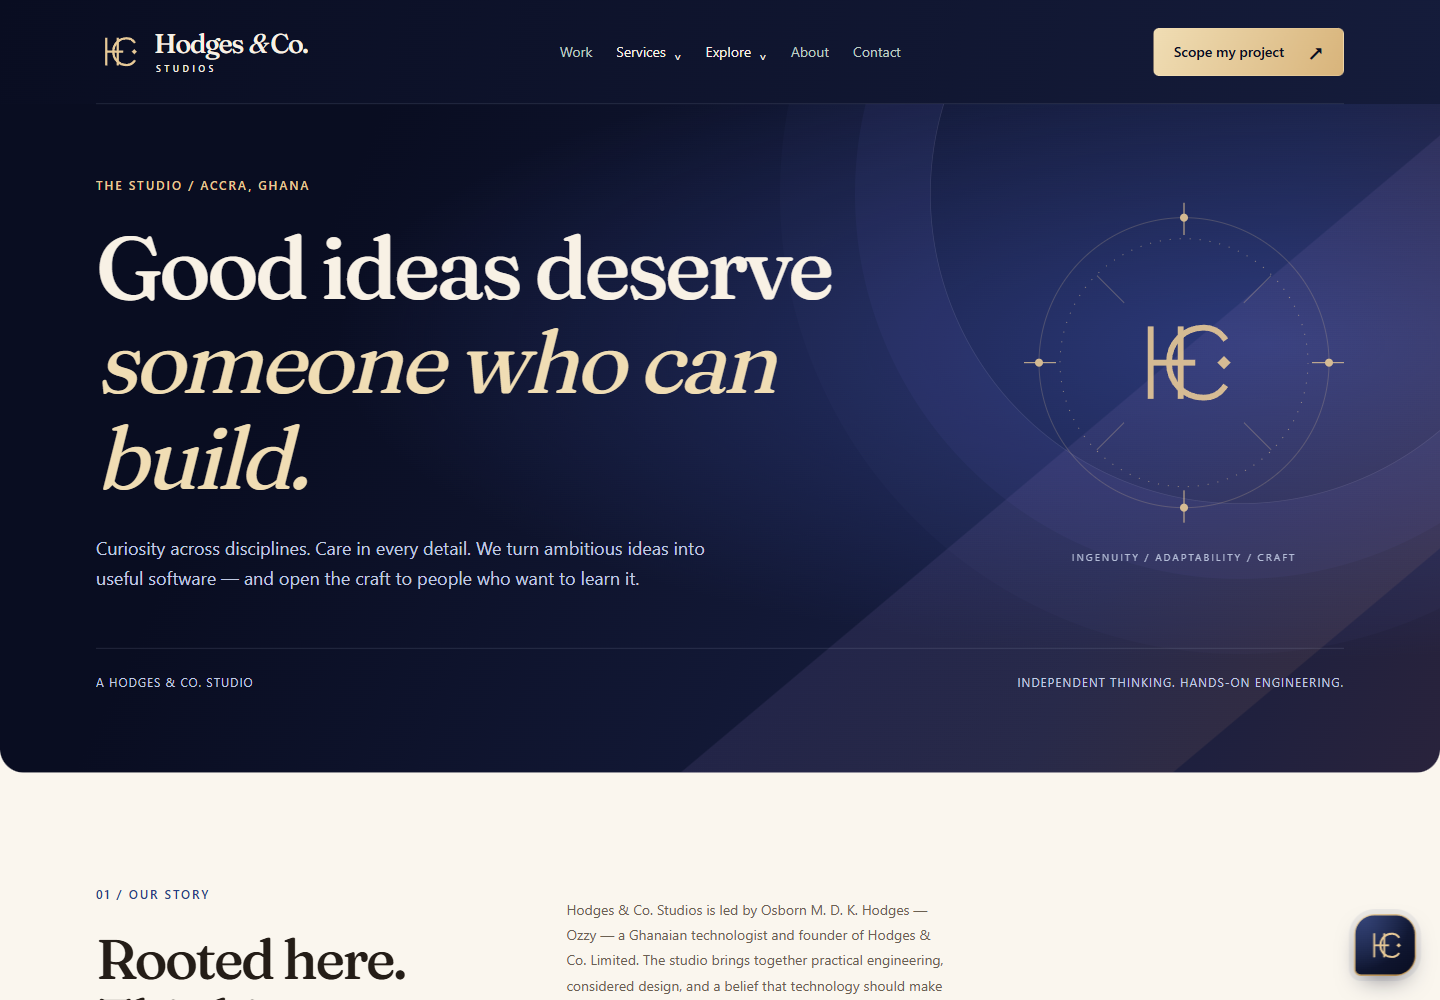 Hodges & Co.
STUDIOS
Work Services Explore About Contact
Scope my project
THE STUDIO / ACCRA, GHANA
Good ideas deserve
someone who can
build.
Curiosity across disciplines. Care in every detail. We turn ambitious ideas into
useful software — and open the craft to people who want to learn it.
HC
INGENUITY / ADAPTABILITY / CRAFT
A HODGES & CO. STUDIO
INDEPENDENT THINKING. HANDS-ON ENGINEERING.
01 / OUR STORY
Rooted here.
Hodges & Co. Studios is led by Osborn M. D. K. Hodges —
Ozzy — a Ghanaian technologist and founder of Hodges &
Co. Limited. The studio brings together practical engineering,
considered design, and a belief that technology should make